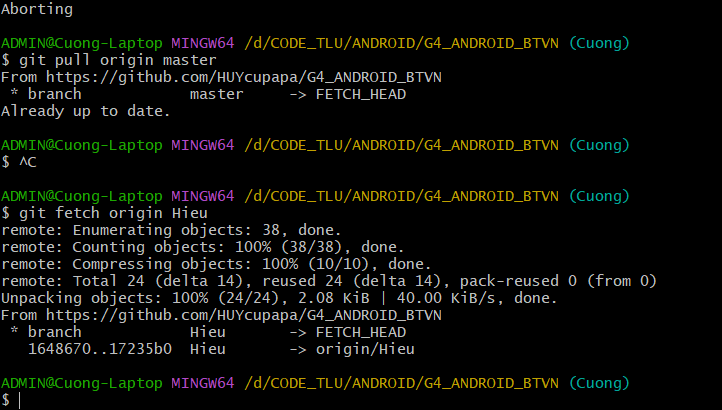 Aborting
ADMIN@Cuong-Laptop MINGW64 /d/CODE_TLU/ANDROID/G4_ANDROID_BTVN (Cuong)
$ git pull origin master
From https://github.com/HUYcupapa/G4_ANDROID_BTVN
 * branch            master     -> FETCH_HEAD
Already up to date.
ADMIN@Cuong-Laptop MINGW64 /d/CODE_TLU/ANDROID/G4_ANDROID_BTVN (Cuong)
$ ^C
ADMIN@Cuong-Laptop MINGW64 /d/CODE_TLU/ANDROID/G4_ANDROID_BTVN (Cuong)
$ git fetch origin Hieu
remote: Enumerating objects: 38, done.
remote: Counting objects: 100% (38/38), done.
remote: Compressing objects: 100% (10/10), done.
remote: Total 24 (delta 14), reused 24 (delta 14), pack-reused 0 (from 0)
Unpacking objects: 100% (24/24), 2.08 KiB | 40.00 KiB/s, done.
From https://github.com/HUYcupapa/G4_ANDROID_BTVN
 * branch            Hieu       -> FETCH_HEAD
   1648670..17235b0  Hieu       -> origin/Hieu
ADMIN@Cuong-Laptop MINGW64 /d/CODE_TLU/ANDROID/G4_ANDROID_BTVN (Cuong)
$